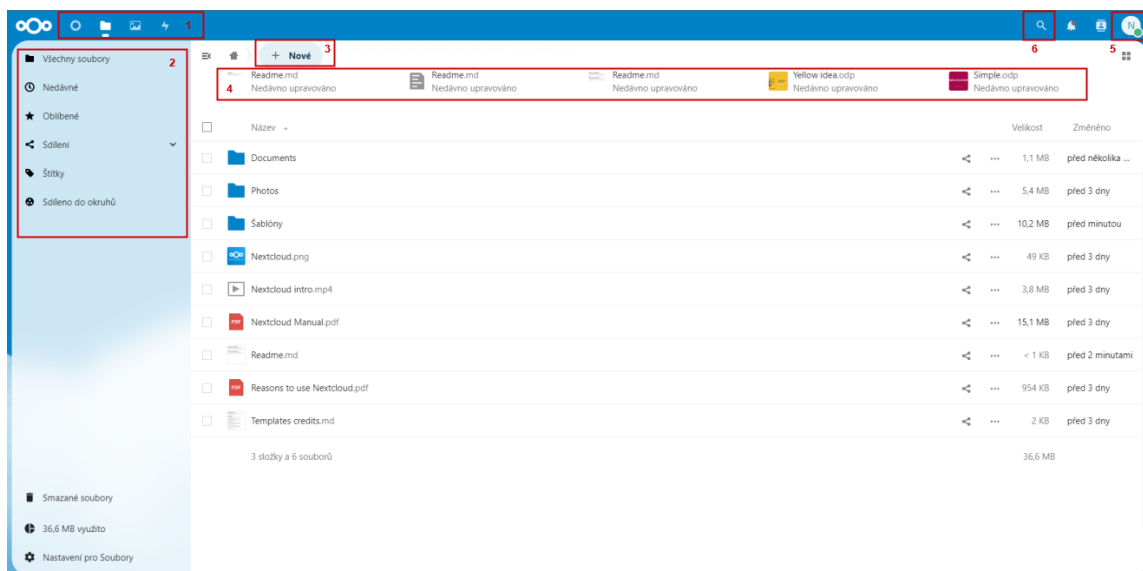 1
6
N
5
Všechny soubory
2
Nedávné
Oblíbené
Sdílení
Štítky
Sdíleno do okruhů
Smazané soubory
36,6 MB využito
Nastavení pro Soubory
+ Nové
3
4
Readme.md
Nedávno upravováno
Readme.md
Nedávno upravováno
Readme.md
Nedávno upravováno
Yellow idea.odp
Nedávno upravováno
Simple.odp
Nedávno upravováno
Název Velikost Změněno
Documents 1,1 MB před několika ...
Photos 5,4 MB před 3 dny
Šablóny 10,2 MB před minutou
Nextcloud.png 49 KB před 3 dny
Nextcloud intro.mp4 3,8 MB před 3 dny
PDF Nextcloud Manual.pdf 15,1 MB před 3 dny
Readme.md < 1 KB před 2 minutami
PDF Reasons to use Nextcloud.pdf 954 KB před 3 dny
Templates credits.md 2 KB před 3 dny
3 složky a 6 souborů 36,6 MB